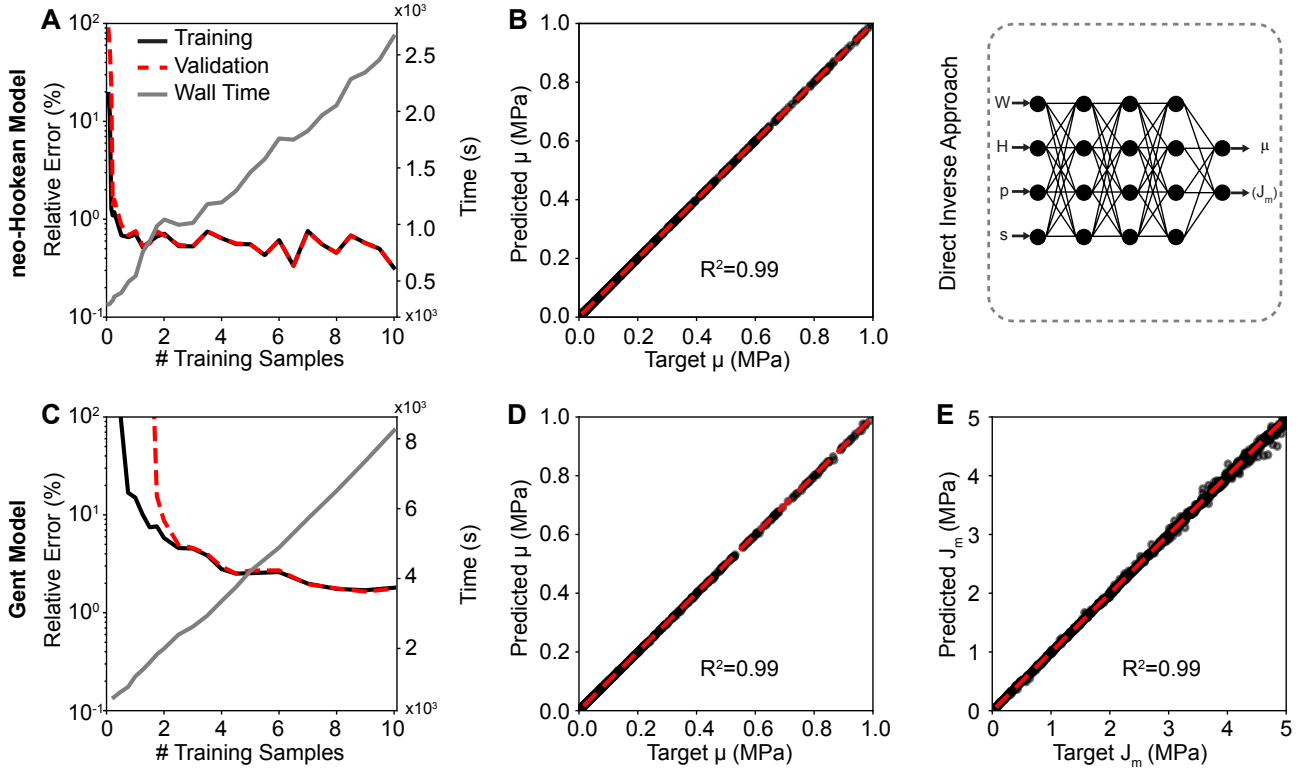 A
neo-Hookean Model
Relative Error (%)
10²
10¹
10⁰
10⁻¹
Training
Validation
Wall Time
x10³
2.5
2.0
1.5
1.0
0.5
Time (s)
0 2 4 6 8 10
x10³
# Training Samples
B
Predicted μ (MPa)
1.0
0.8
0.6
0.4
0.2
0.0
R²=0.99
0.0 0.2 0.4 0.6 0.8 1.0
Target μ (MPa)
Direct Inverse Approach
W
H
p
s
μ
(Jₘ)
C
Gent Model
Relative Error (%)
10²
10¹
10⁰
10⁻¹
x10³
8
6
4
2
Time (s)
0 2 4 6 8 10
x10³
# Training Samples
D
Predicted μ (MPa)
1.0
0.8
0.6
0.4
0.2
0.0
R²=0.99
0.0 0.2 0.4 0.6 0.8 1.0
Target μ (MPa)
E
Predicted Jₘ (MPa)
5
4
3
2
1
0
R²=0.99
0 1 2 3 4 5
Target Jₘ (MPa)